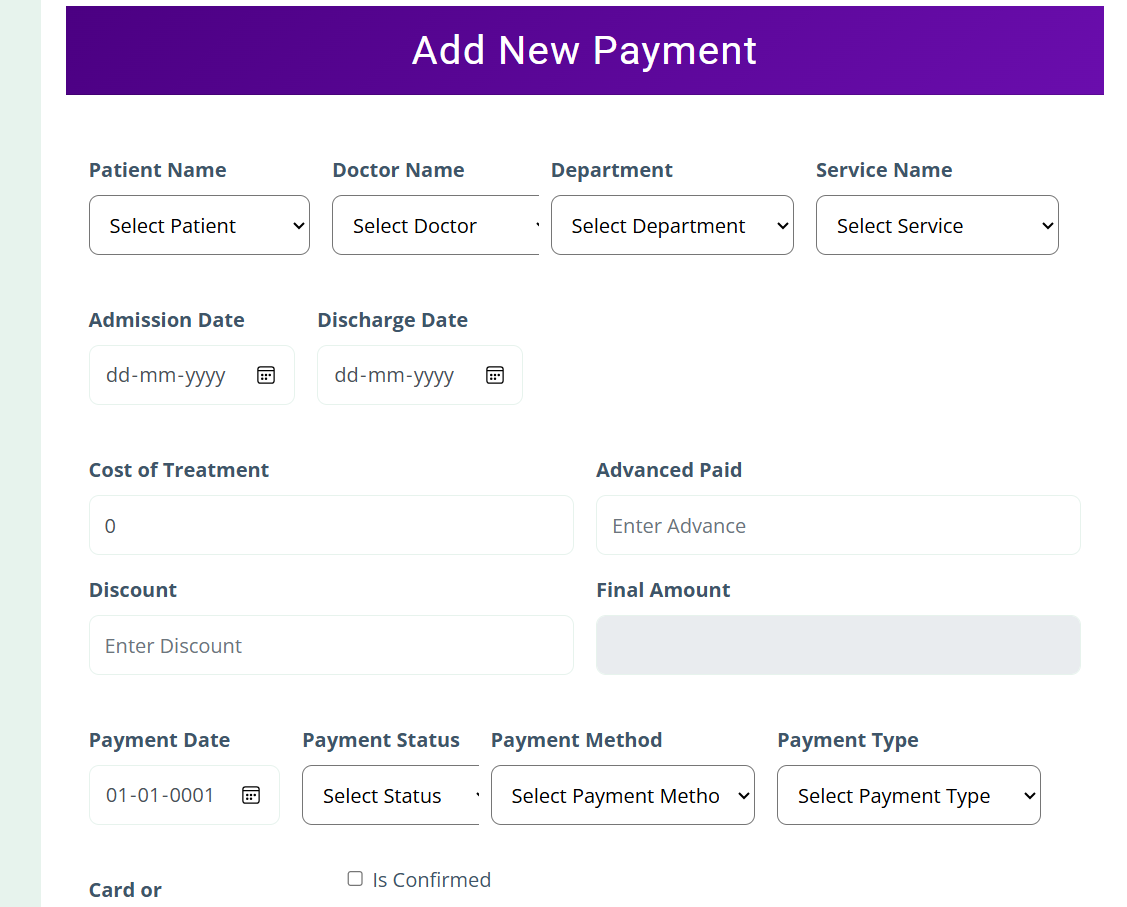 Add New Payment
Patient Name Doctor Name Department Service Name
Select Patient Select Doctor Select Department Select Service
Admission Date Discharge Date
dd-mm-yyyy dd-mm-yyyy
Cost of Treatment Advanced Paid
0 Enter Advance
Discount Final Amount
Enter Discount
Payment Date Payment Status Payment Method Payment Type
01-01-0001 Select Status Select Payment Metho Select Payment Type
Is Confirmed
Card or